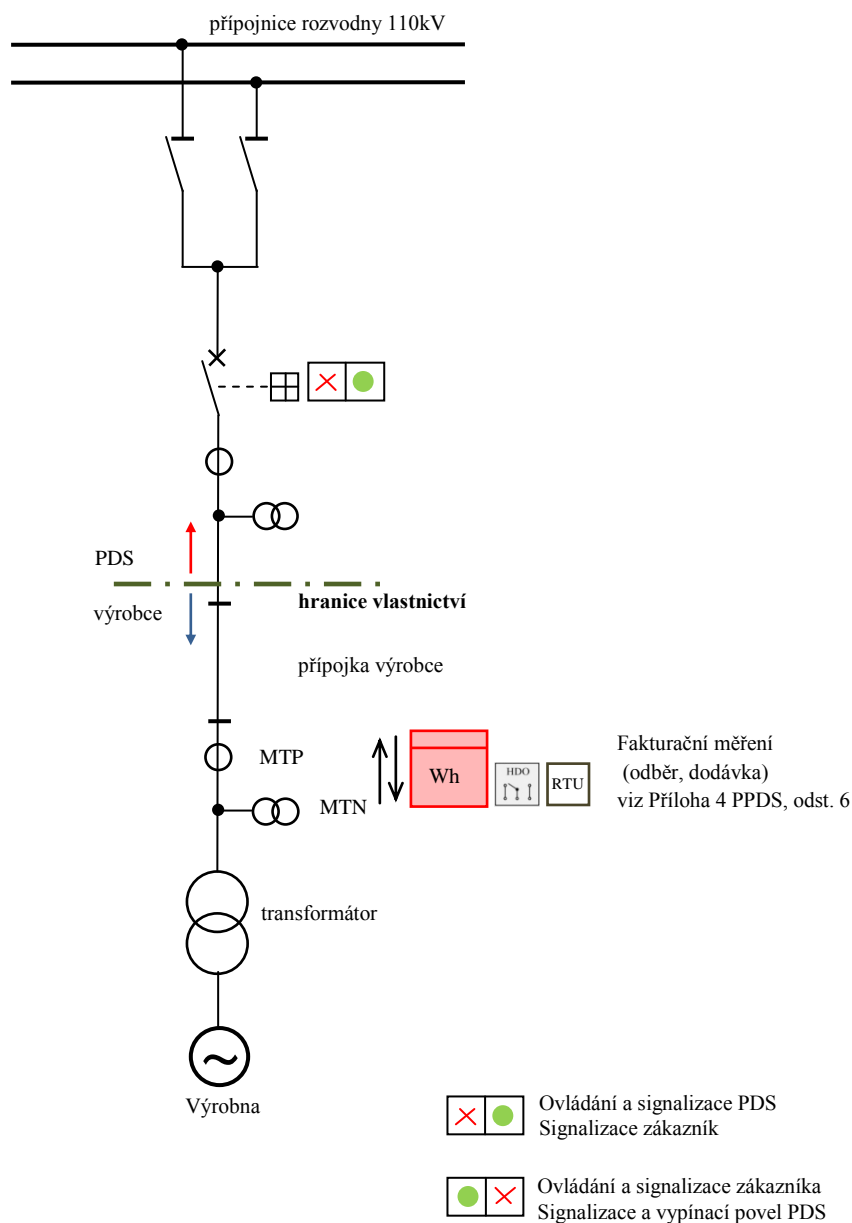 přípojnice rozvodny 110kV
PDS
výrobce
hranice vlastnictví
přípojka výrobce
MTP
MTN
Wh
HDO
RTU
Fakturační měření
(odběr, dodávka)
viz Příloha 4 PPDS, odst. 6
transformátor
~
Výrobna
Ovládání a signalizace PDS
Signalizace zákazník
Ovládání a signalizace zákazníka
Signalizace a vypínací povel PDS